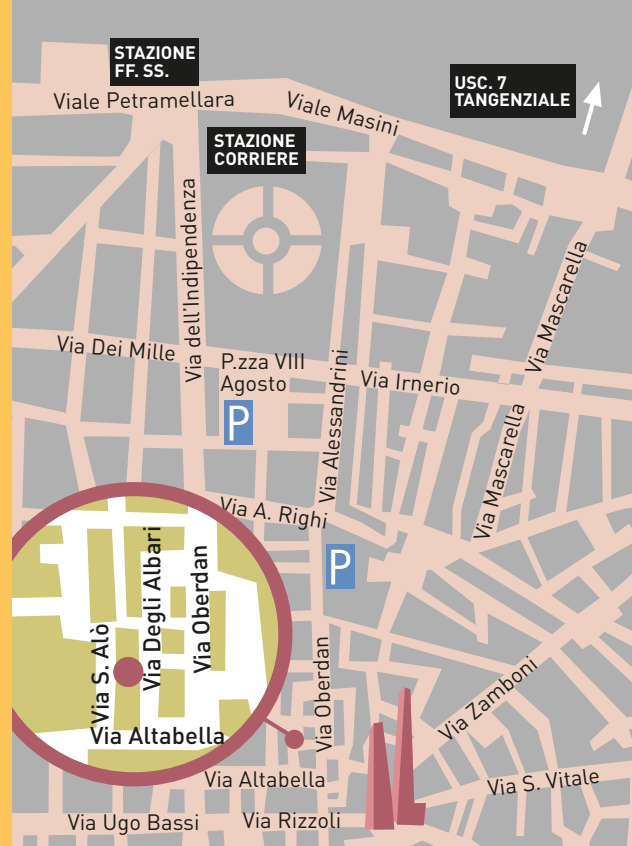 STAZIONE
FF. SS.
USC. 7
TANGENZIALE
Viale Petramellara
Viale Masini
STAZIONE
CORRIERE
Via dell'Indipendenza
Via Mascarella
Via Dei Mille
P.zza VIII
Agosto
Via Irnerio
Via Alessandrini
P
Via Mascarella
Via A. Righi
P
Via S. Alò
Via Degli Albari
Via Oberdan
Via Altabella
Via Oberdan
Via Zamboni
Via Altabella
Via S. Vitale
Via Ugo Bassi
Via Rizzoli